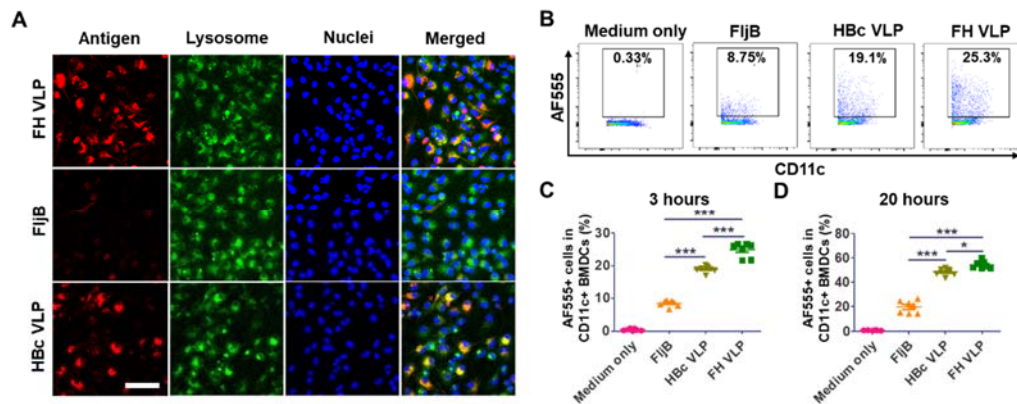 A
Antigen Lysosome Nuclei Merged
FH VLP
FljB
HBc VLP
B
Medium only FljB HBc VLP FH VLP
0.33% 8.75% 19.1% 25.3%
AF555
CD11c
C
3 hours
AF555+ cells in
CD11c+ BMDCs (%)
30
20
10
0
***
***
***
Medium only FljB HBc VLP FH VLP
D
20 hours
AF555+ cells in
CD11c+ BMDCs (%)
80
60
40
20
0
***
***
*
Medium only FljB HBc VLP FH VLP